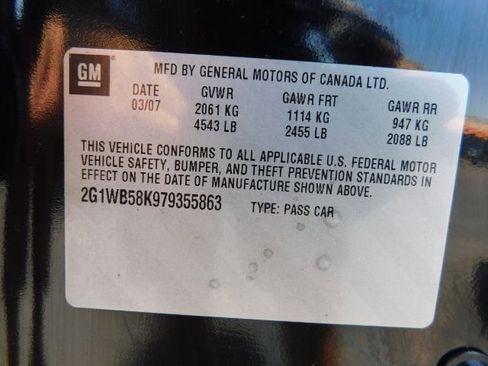 GM
MFD BY GENERAL MOTORS OF CANADA LTD.
DATE GVWR GAWR FRT GAWR RR
03/07 2061 KG 1114 KG 947 KG
4543 LB 2455 LB 2088 LB
THIS VEHICLE CONFORMS TO ALL APPLICABLE U.S. FEDERAL MOTOR
VEHICLE SAFETY, BUMPER, AND THEFT PREVENTION STANDARDS IN
EFFECT ON THE DATE OF MANUFACTURE SHOWN ABOVE.
2G1WB58K979355863 TYPE: PASS CAR